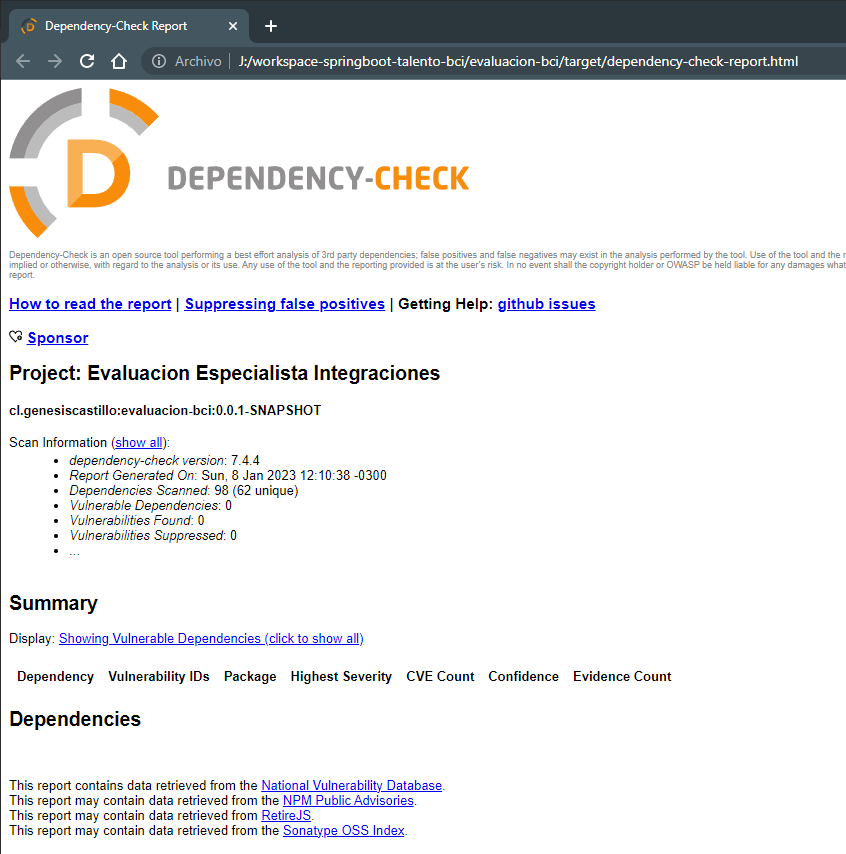 Dependency-Check Report
Archivo J:/workspace-springboot-talento-bci/evaluacion-bci/target/dependency-check-report.html
D
DEPENDENCY-CHECK
Dependency-Check is an open source tool performing a best effort analysis of 3rd party dependencies; false positives and false negatives may exist in the analysis performed by the tool. Use of the tool and the r
implied or otherwise, with regard to the analysis or its use. Any use of the tool and the reporting provided is at the user's risk. In no event shall the copyright holder or OWASP be held liable for any damages what
report.
How to read the report | Suppressing false positives | Getting Help: github issues
Sponsor
Project: Evaluacion Especialista Integraciones
cl.genesiscastillo:evaluacion-bci:0.0.1-SNAPSHOT
Scan Information (show all):
dependency-check version: 7.4.4
Report Generated On: Sun, 8 Jan 2023 12:10:38 -0300
Dependencies Scanned: 98 (62 unique)
Vulnerable Dependencies: 0
Vulnerabilities Found: 0
Vulnerabilities Suppressed: 0
...
Summary
Display: Showing Vulnerable Dependencies (click to show all)
Dependency Vulnerability IDs Package Highest Severity CVE Count Confidence Evidence Count
Dependencies
This report contains data retrieved from the National Vulnerability Database.
This report may contain data retrieved from the NPM Public Advisories.
This report may contain data retrieved from RetireJS.
This report may contain data retrieved from the Sonatype OSS Index.